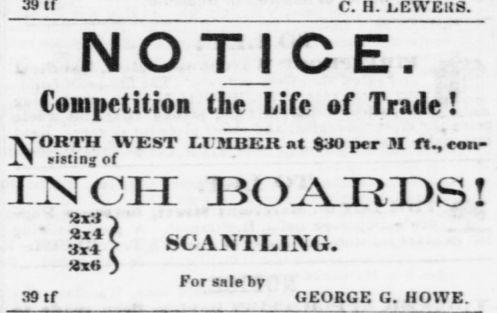 39 tf C. H. LEWERS.
NOTICE.
Competition the Life of Trade!
NORTH WEST LUMBER at $30 per M ft., con-
sisting of
INCH BOARDS!
2x3
2x4
3x4
2x6
SCANTLING.
For sale by
39 tf GEORGE G. HOWE.